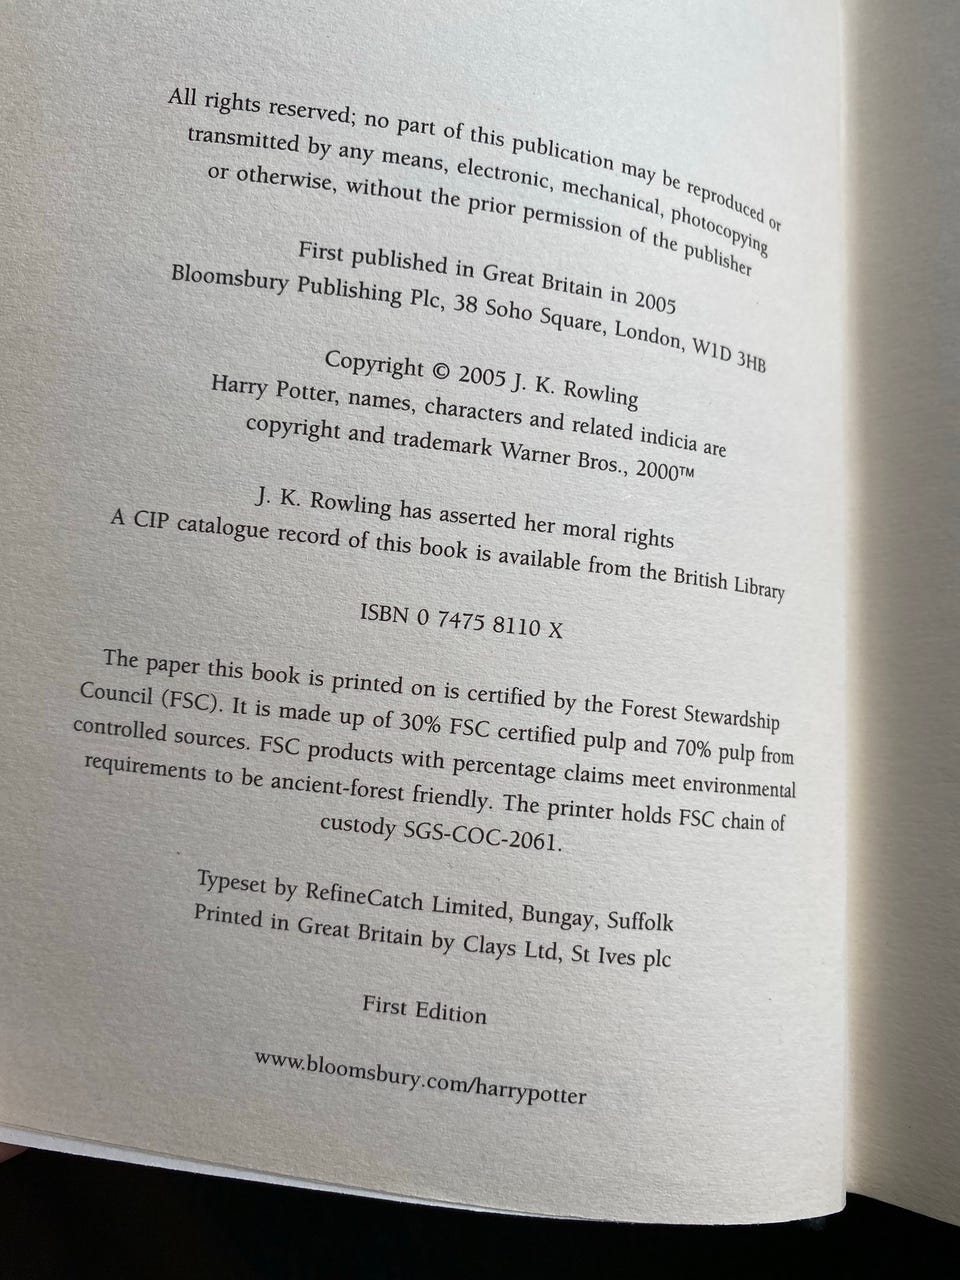 All rights reserved; no part of this publication may be reproduced or
transmitted by any means, electronic, mechanical, photocopying
or otherwise, without the prior permission of the publisher
First published in Great Britain in 2005
Bloomsbury Publishing Plc, 38 Soho Square, London, W1D 3HB
Copyright © 2005 J. K. Rowling
Harry Potter, names, characters and related indicia are
copyright and trademark Warner Bros., 2000™
J. K. Rowling has asserted her moral rights
A CIP catalogue record of this book is available from the British Library
ISBN 0 7475 8110 X
The paper this book is printed on is certified by the Forest Stewardship
Council (FSC). It is made up of 30% FSC certified pulp and 70% pulp from
controlled sources. FSC products with percentage claims meet environmental
requirements to be ancient-forest friendly. The printer holds FSC chain of
custody SGS-COC-2061.
Typeset by RefineCatch Limited, Bungay, Suffolk
Printed in Great Britain by Clays Ltd, St Ives plc
First Edition
www.bloomsbury.com/harrypotter